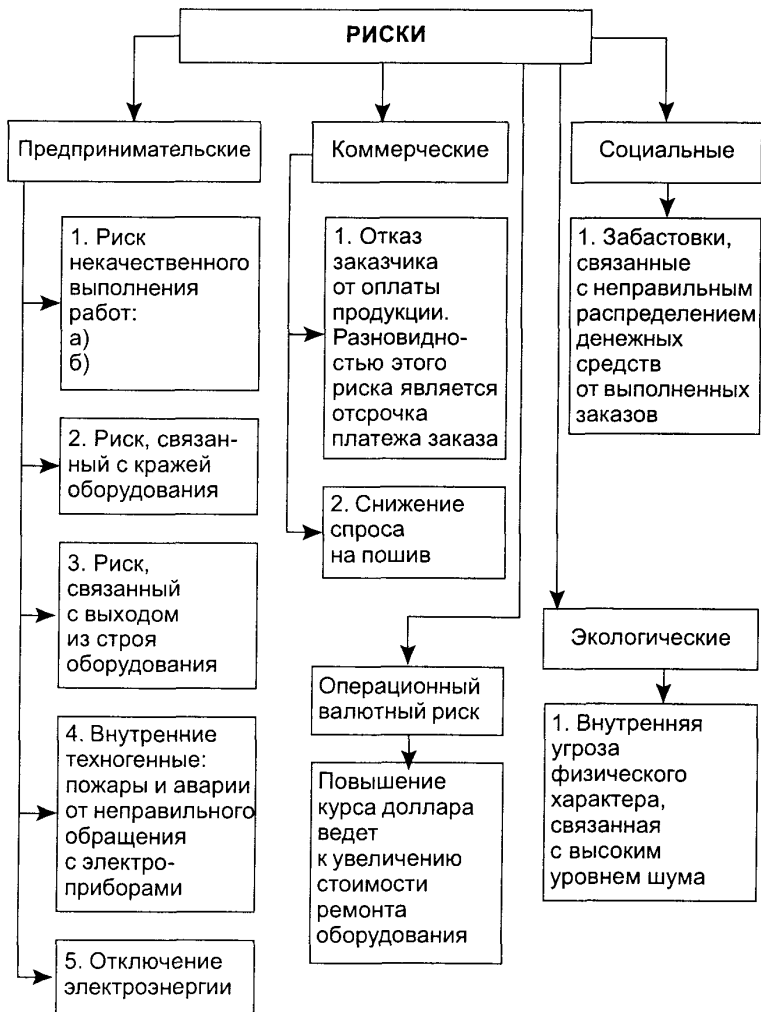 РИСКИ
Предпринимательские
1. Риск
некачественного
выполнения
работ:
а)
б)
2. Риск, связан-
ный с кражей
оборудования
3. Риск,
связанный
с выходом
из строя
оборудования
4. Внутренние
техногенные:
пожары и аварии
от неправильного
обращения
с электро-
приборами
5. Отключение
электроэнергии
Коммерческие
1. Отказ
заказчика
от оплаты
продукции.
Разновидно-
стью этого
риска является
отсрочка
платежа заказа
2. Снижение
спроса
на пошив
Операционный
валютный риск
Повышение
курса доллара
ведет
к увеличению
стоимости
ремонта
оборудования
Социальные
1. Забастовки,
связанные
с неправильным
распределением
денежных
средств
от выполненных
заказов
Экологические
1. Внутренняя
угроза
физического
характера,
связанная
с высоким
уровнем шума